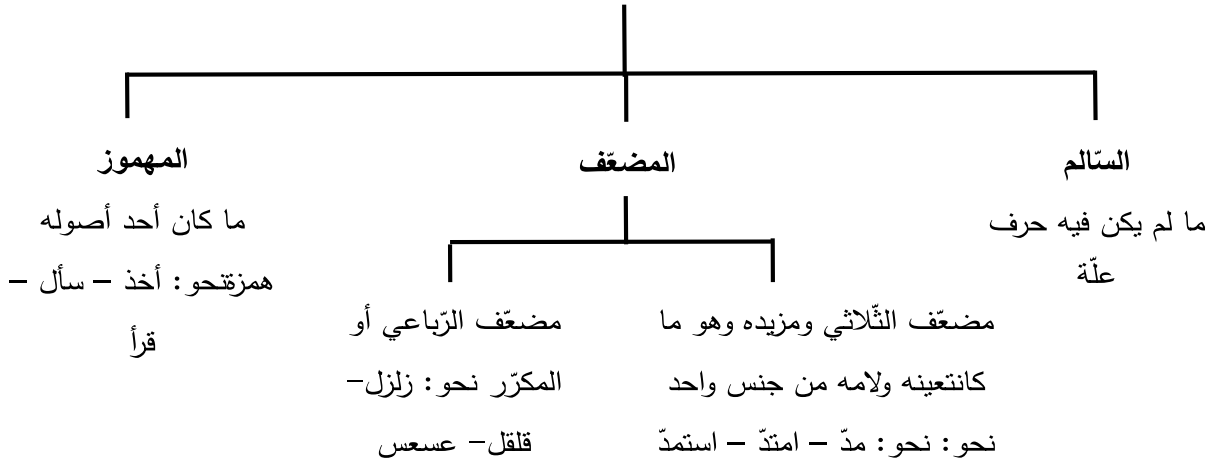 السّالم
ما لم يكن فيه حرف
علّة
المضعّف
مضعّف الثّلاثي ومزيده وهو ما
كانتعينه ولامه من جنس واحد
نحو: نحو: مدّ – امتدّ – استمدّ
مضعّف الرّباعي أو
المكرّر نحو: زلزل–
قلقل– عسعس
المهموز
ما كان أحد أصوله
همزةنحو: أخذ – سأل –
قرأ